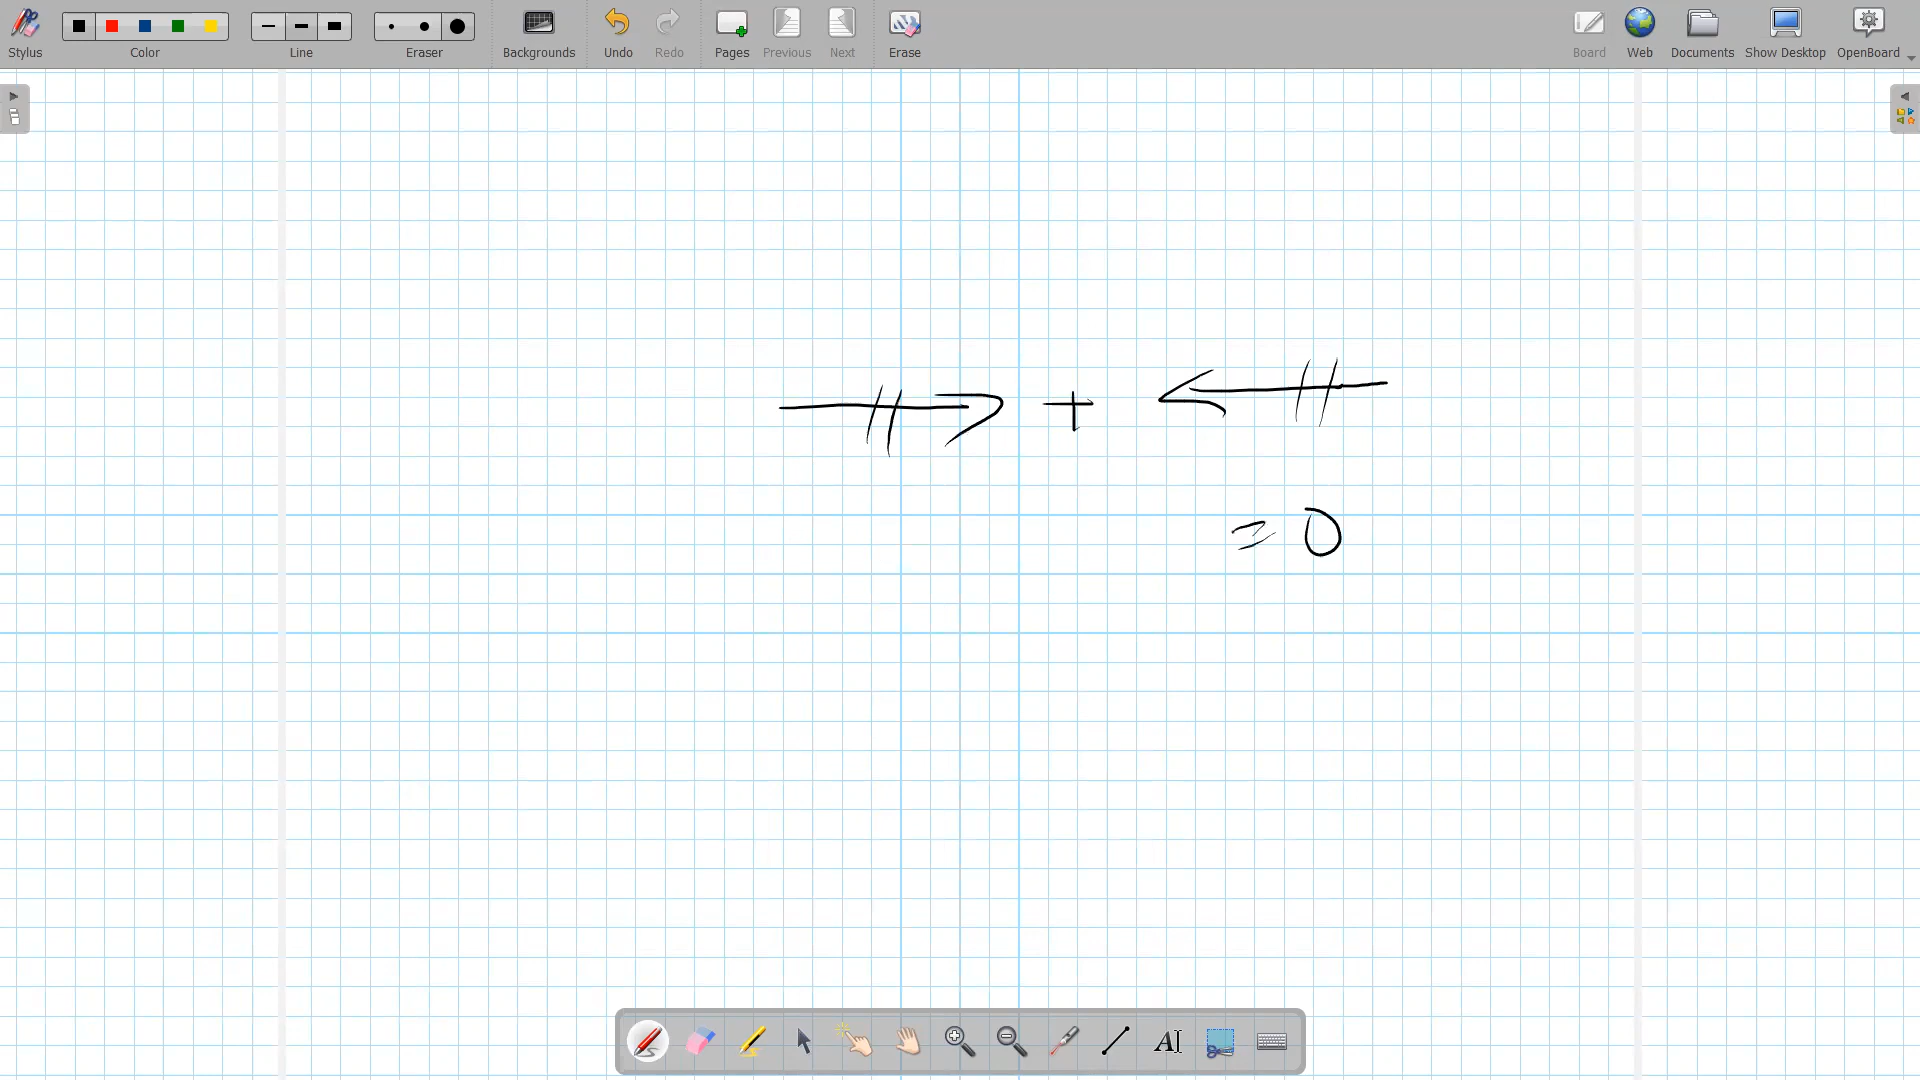 Stylus Color Line Eraser Backgrounds Undo Redo Pages Previous Next Erase Board Web Documents Show Desktop OpenBoard
+
= 0
A